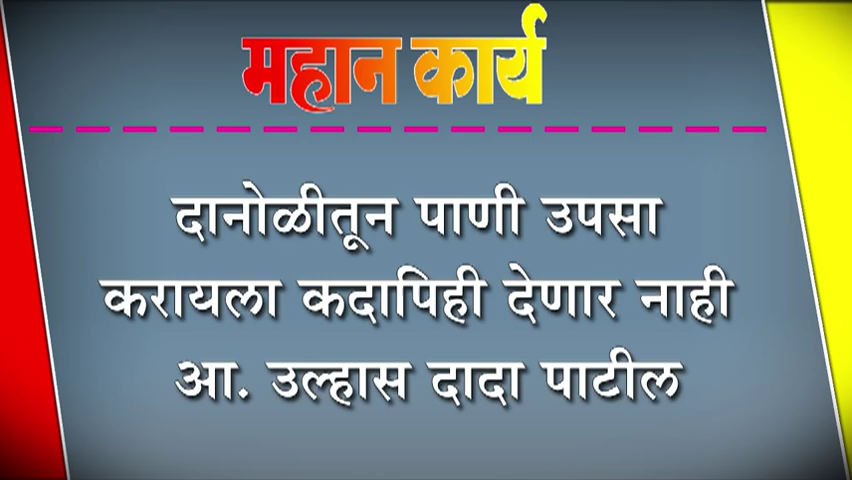 महान कार्य
दानोळीतून पाणी उपसा
करायला कदापिही देणार नाही
आ. उल्हास दादा पाटील